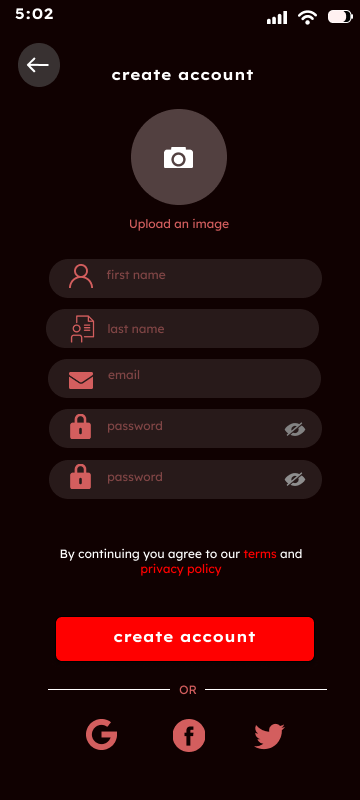 5:02
create account
Upload an image
first name
last name
email
password
password
By continuing you agree to our terms and
privacy policy
create account
OR